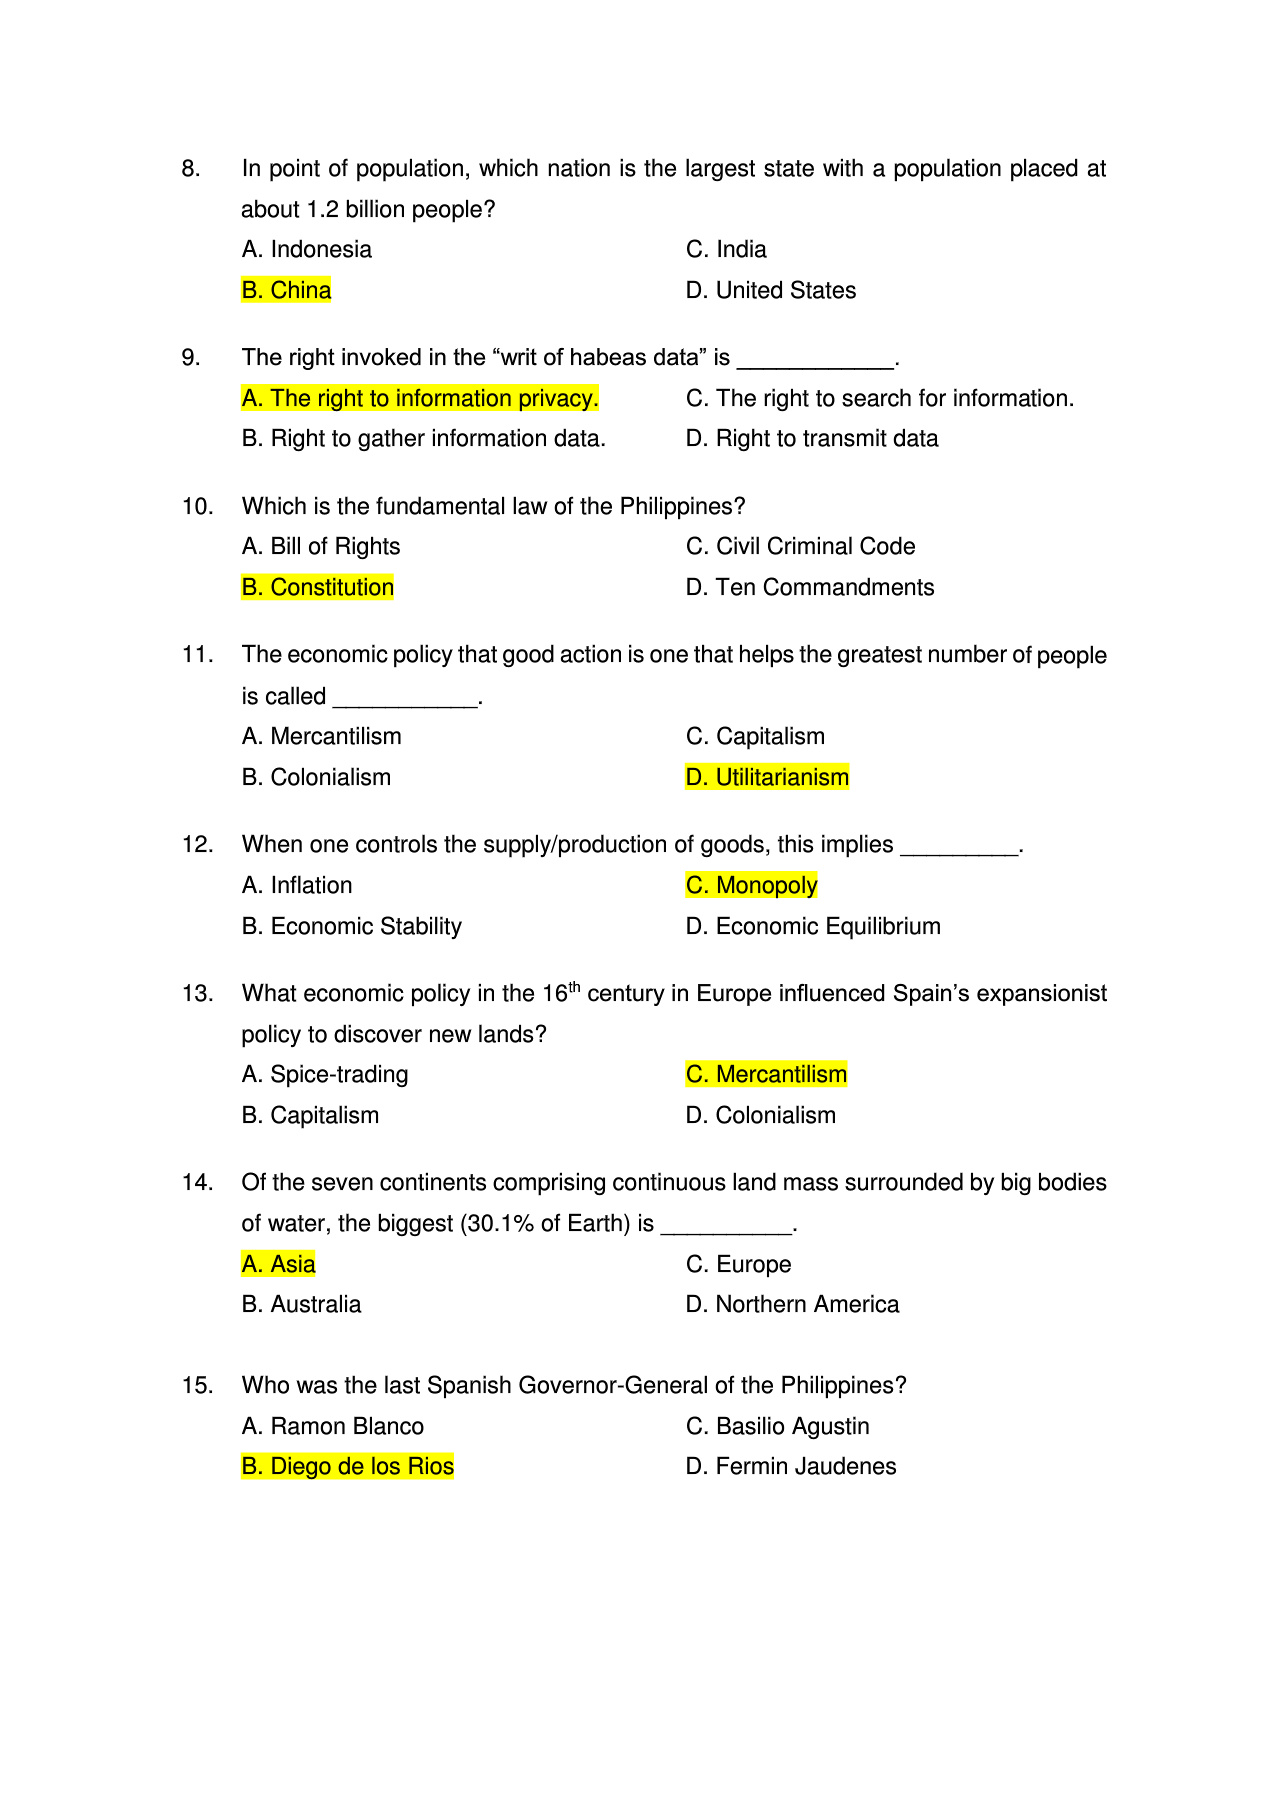 8. In point of population, which nation is the largest state with a population placed at
about 1.2 billion people?
A. Indonesia C. India
B. China D. United States
9. The right invoked in the “writ of habeas data” is ____________.
A. The right to information privacy. C. The right to search for information.
B. Right to gather information data. D. Right to transmit data
10. Which is the fundamental law of the Philippines?
A. Bill of Rights C. Civil Criminal Code
B. Constitution D. Ten Commandments
11. The economic policy that good action is one that helps the greatest number of people
is called ___________.
A. Mercantilism C. Capitalism
B. Colonialism D. Utilitarianism
12. When one controls the supply/production of goods, this implies _________.
A. Inflation C. Monopoly
B. Economic Stability D. Economic Equilibrium
13. What economic policy in the 16th century in Europe influenced Spain’s expansionist
policy to discover new lands?
A. Spice-trading C. Mercantilism
B. Capitalism D. Colonialism
14. Of the seven continents comprising continuous land mass surrounded by big bodies
of water, the biggest (30.1% of Earth) is __________.
A. Asia C. Europe
B. Australia D. Northern America
15. Who was the last Spanish Governor-General of the Philippines?
A. Ramon Blanco C. Basilio Agustin
B. Diego de los Rios D. Fermin Jaudenes